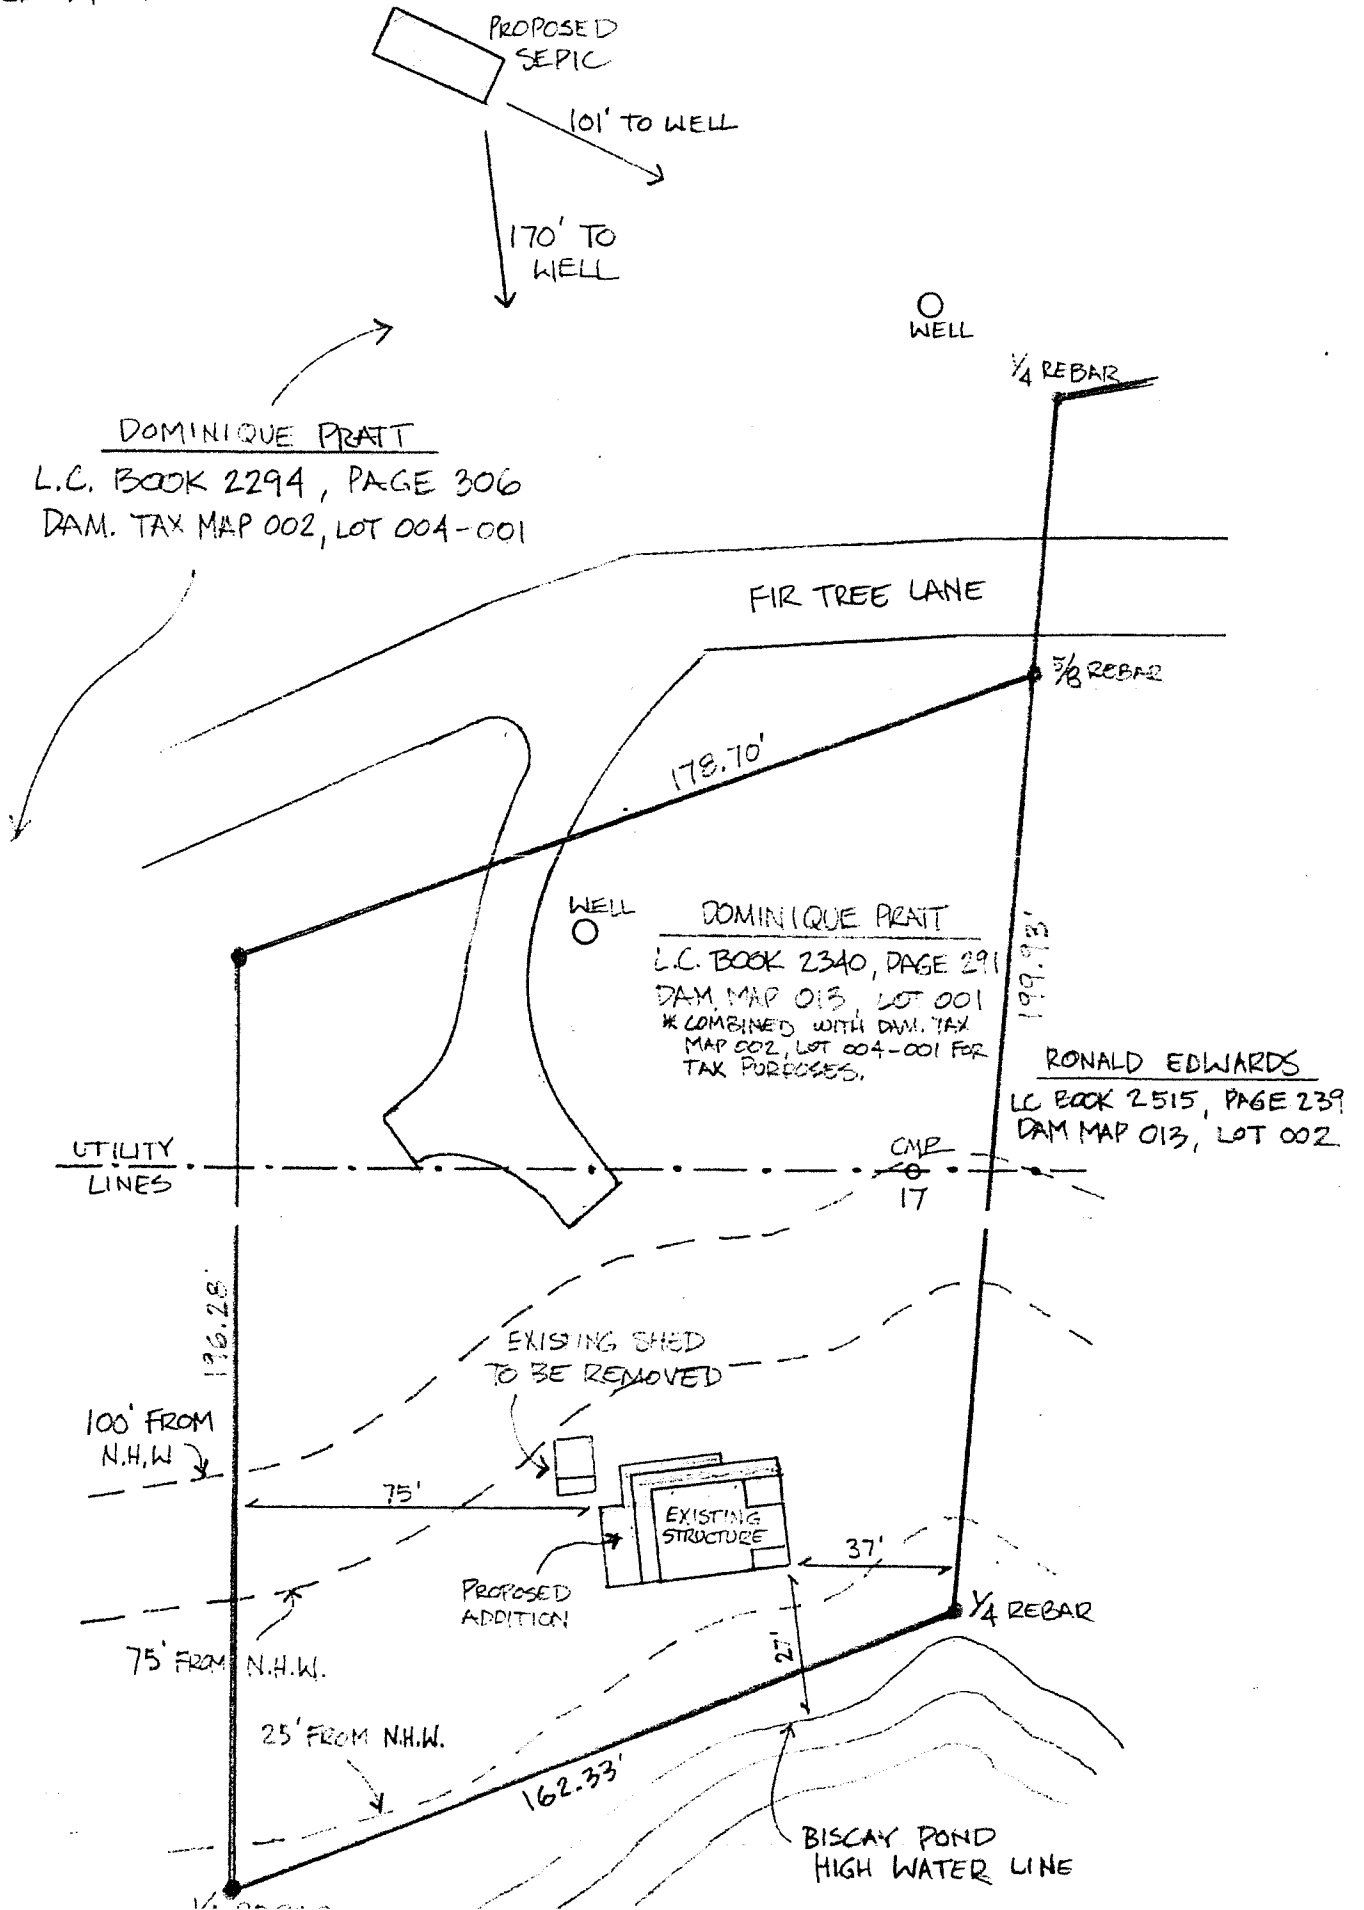 PROPOSED
SEPIC
101' TO WELL
170' TO
WELL
WELL
1/4 REBAR
DOMINIQUE PRATT
L.C. BOOK 2294, PAGE 306
DAM. TAX MAP 002, LOT 004-001
FIR TREE LANE
5/8 REBAR
178.70'
WELL
DOMINIQUE PRATT
L.C. BOOK 2340, PAGE 291
DAM. MAP 013, LOT 001
* COMBINED WITH DAM. TAX
MAP 002, LOT 004-001 FOR
TAX PURPOSES.
199.93'
RONALD EDWARDS
LC BOOK 2515, PAGE 239
DAM MAP 013, LOT 002
UTILITY
LINES
CMP
17
196.28'
EXISTING SHED
TO BE REMOVED
100' FROM
N.H.W
75'
EXISTING
STRUCTURE
37'
PROPOSED
ADDITION
1/4 REBAR
27'
75' FROM N.H.W.
25' FROM N.H.W.
162.33'
BISCAY POND
HIGH WATER LINE